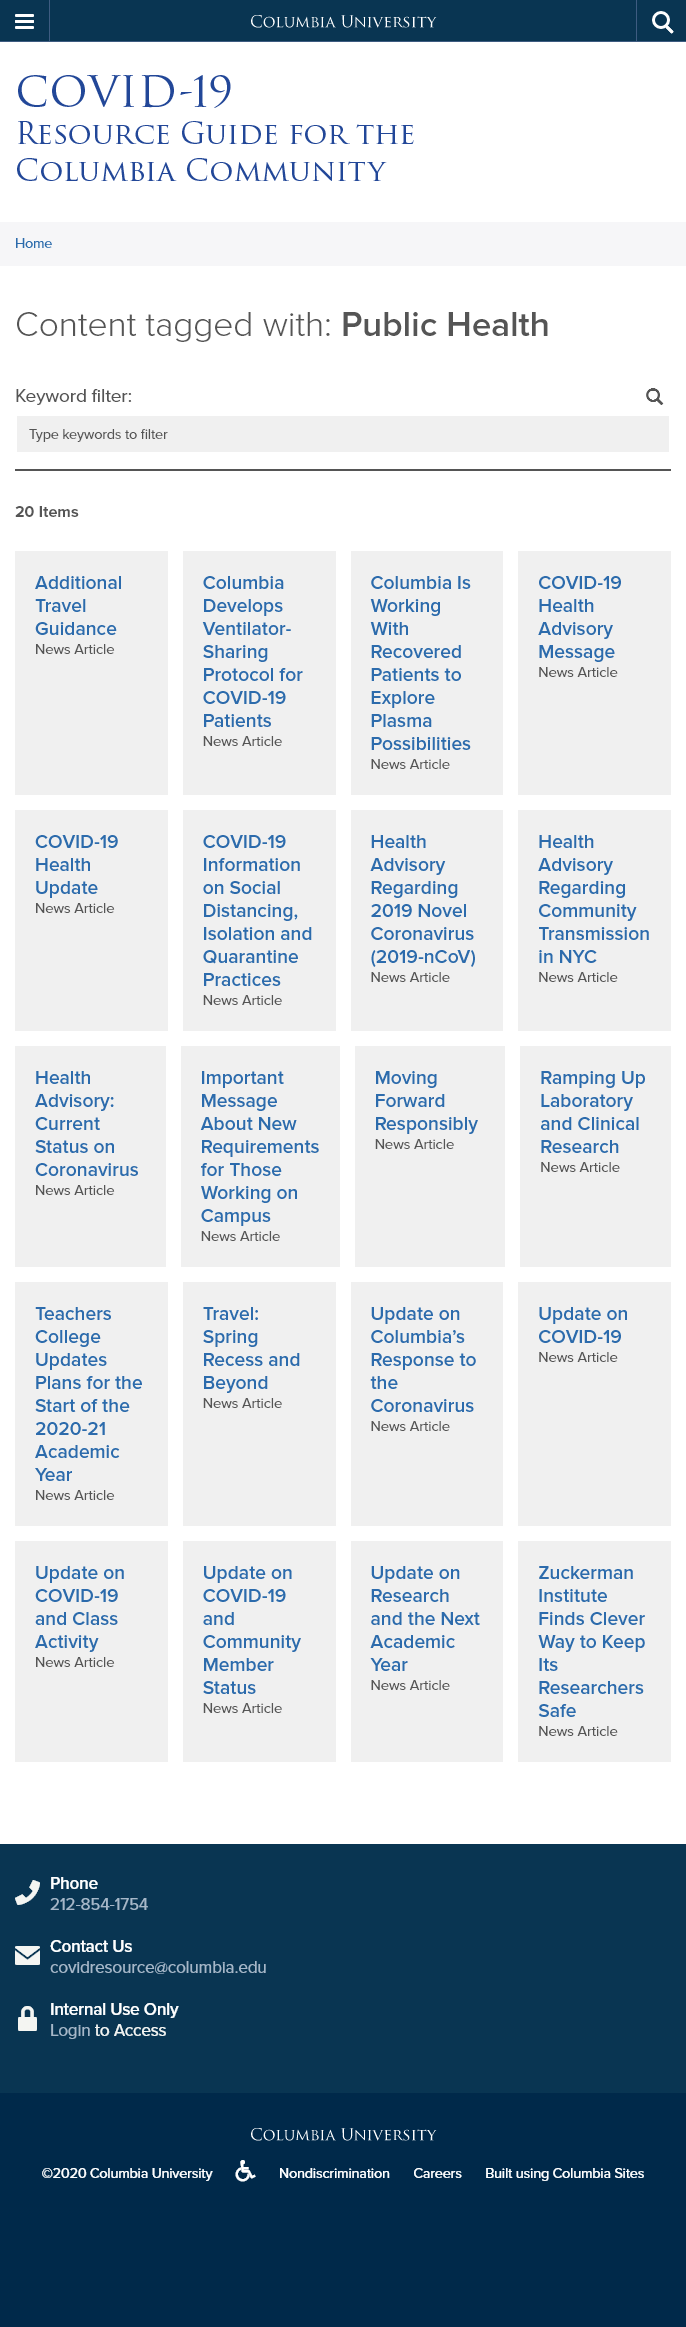 Columbia University
COVID-19
Resource Guide for the
Columbia Community
Home
Content tagged with: Public Health
Keyword filter:
Type keywords to filter
20 Items
Additional
Travel
Guidance
News Article
Columbia
Develops
Ventilator-
Sharing
Protocol for
COVID-19
Patients
News Article
Columbia Is
Working
With
Recovered
Patients to
Explore
Plasma
Possibilities
News Article
COVID-19
Health
Advisory
Message
News Article
COVID-19
Health
Update
News Article
COVID-19
Information
on Social
Distancing,
Isolation and
Quarantine
Practices
News Article
Health
Advisory
Regarding
2019 Novel
Coronavirus
(2019-nCoV)
News Article
Health
Advisory
Regarding
Community
Transmission
in NYC
News Article
Health
Advisory:
Current
Status on
Coronavirus
News Article
Important
Message
About New
Requirements
for Those
Working on
Campus
News Article
Moving
Forward
Responsibly
News Article
Ramping Up
Laboratory
and Clinical
Research
News Article
Teachers
College
Updates
Plans for the
Start of the
2020-21
Academic
Year
News Article
Travel:
Spring
Recess and
Beyond
News Article
Update on
Columbia’s
Response to
the
Coronavirus
News Article
Update on
COVID-19
News Article
Update on
COVID-19
and Class
Activity
News Article
Update on
COVID-19
and
Community
Member
Status
News Article
Update on
Research
and the Next
Academic
Year
News Article
Zuckerman
Institute
Finds Clever
Way to Keep
Its
Researchers
Safe
News Article
Phone
212-854-1754
Contact Us
covidresource@columbia.edu
Internal Use Only
Login to Access
Columbia University
©2020 Columbia University Nondiscrimination Careers Built using Columbia Sites